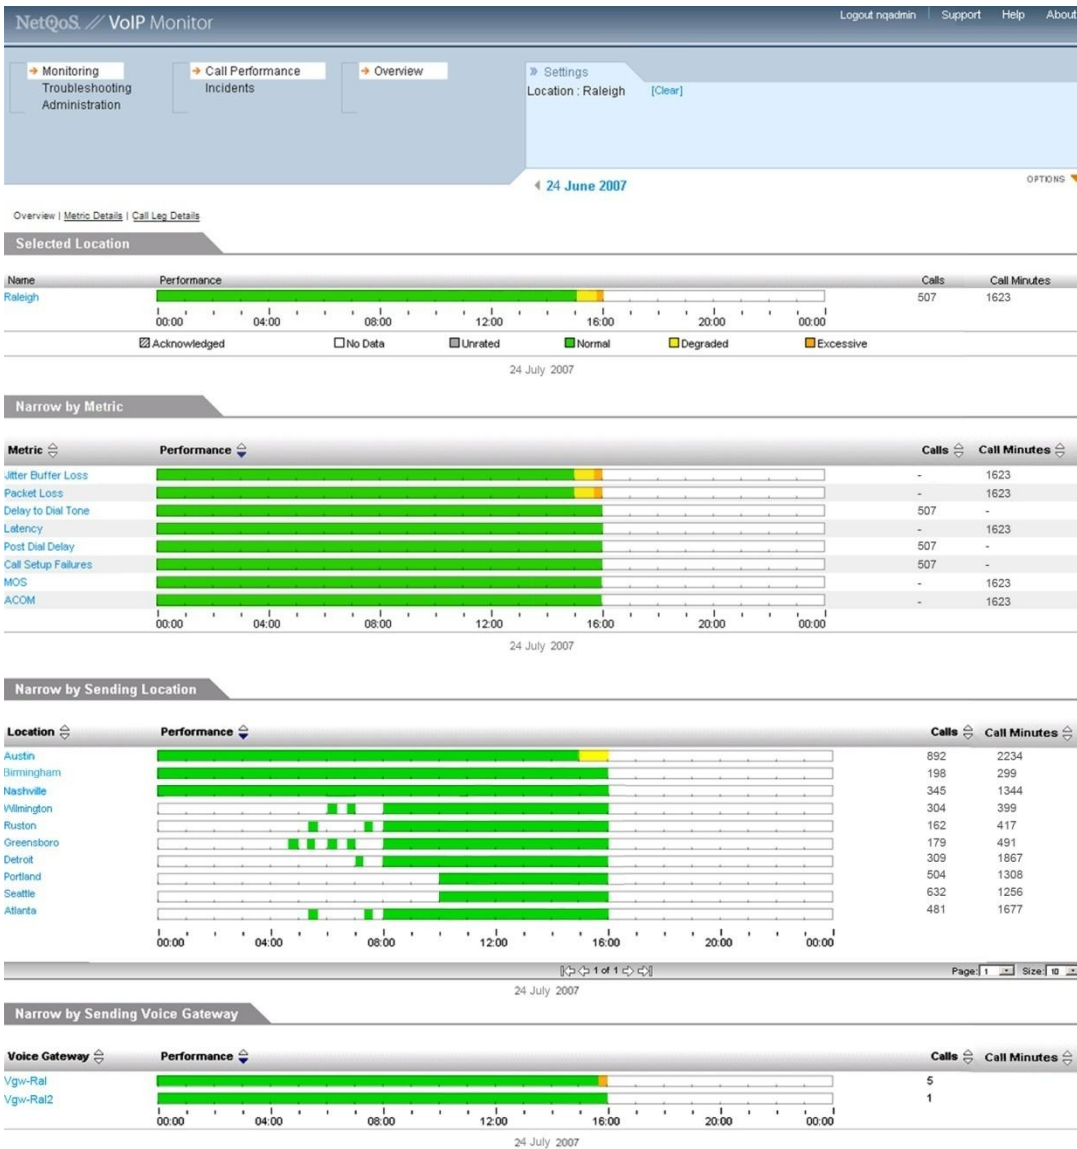 NetQoS // VoIP Monitor
Logout nqadmin | Support Help About
Monitoring
Troubleshooting
Administration
Call Performance
Incidents
Overview
Settings
Location : Raleigh [Clear]
24 June 2007
OPTIONS
Overview | Metric Details | Call Leg Details
Selected Location
Name Performance Calls Call Minutes
Raleigh 507 1623
00:00 04:00 08:00 12:00 16:00 20:00 00:00
Acknowledged No Data Unrated Normal Degraded Excessive
24 July 2007
Narrow by Metric
Metric Performance Calls Call Minutes
Jitter Buffer Loss - 1623
Packet Loss - 1623
Delay to Dial Tone 507 -
Latency - 1623
Post Dial Delay 507 -
Call Setup Failures 507 -
MOS - 1623
ACOM - 1623
00:00 04:00 08:00 12:00 16:00 20:00 00:00
24 July 2007
Narrow by Sending Location
Location Performance Calls Call Minutes
Austin 892 2234
Birmingham 198 299
Nashville 345 1344
Wilmington 304 399
Ruston 162 417
Greensboro 179 491
Detroit 309 1867
Portland 504 1308
Seattle 632 1256
Atlanta 481 1677
00:00 04:00 08:00 12:00 16:00 20:00 00:00
1 of 1 Page: 1 Size: 10
24 July 2007
Narrow by Sending Voice Gateway
Voice Gateway Performance Calls Call Minutes
Vgw-Ral 5
Vgw-Ral2 1
00:00 04:00 08:00 12:00 16:00 20:00 00:00
24 July 2007